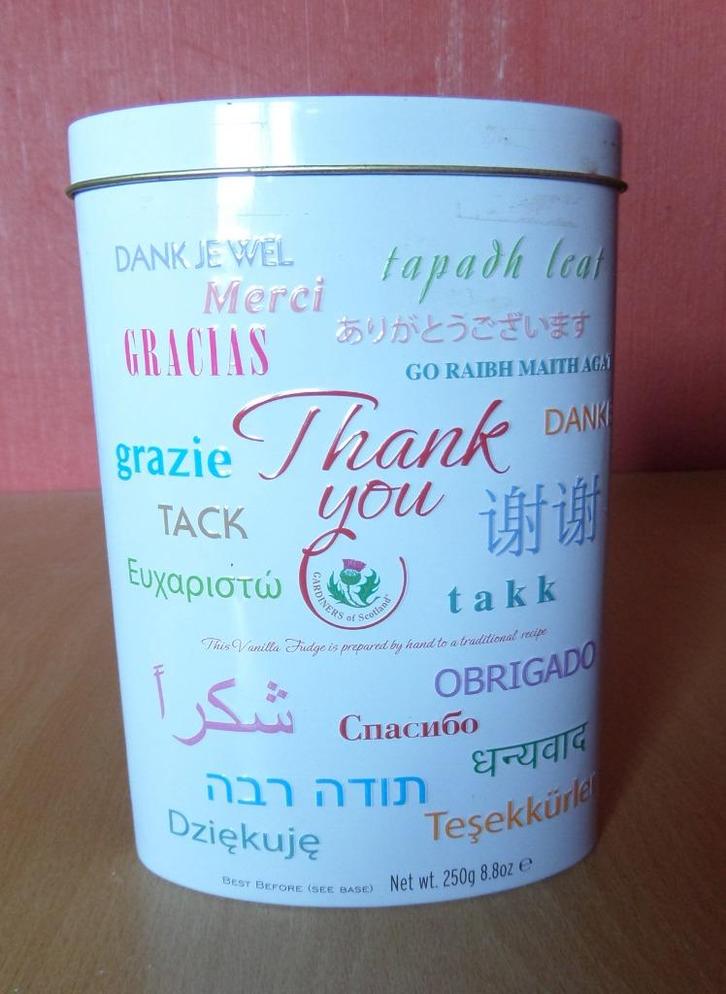 DANK JE WEL
tapadh leat
Merci
ありがとうございます
GRACIAS
GO RAIBH MAITH AGA
Thank
you
DANKE
grazie
TACK
谢谢
Ευχαριστώ
GARDINERS of Scotland
takk
This Vanilla Fudge is prepared by hand to a traditional recipe
OBRIGADO
شكراً
Спасибо
धन्यवाद
תודה רבה
Teşekkürler
Dziękuję
BEST BEFORE (SEE BASE)
Net wt. 250g 8.8oz ℮